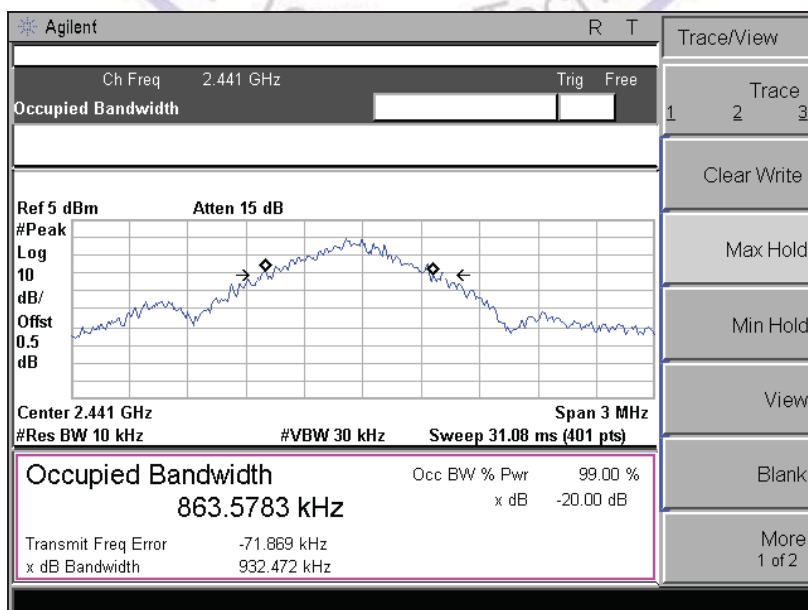 Agilent
R T
Trace/View
Ch Freq 2.441 GHz
Trig Free
Occupied Bandwidth
Trace
1 2 3
Clear Write
Max Hold
Min Hold
View
Blank
More
1 of 2
Ref 5 dBm
Atten 15 dB
#Peak
Log
10
dB/
Offst
0.5
dB
Center 2.441 GHz
Span 3 MHz
#Res BW 10 kHz
#VBW 30 kHz
Sweep 31.08 ms (401 pts)
Occupied Bandwidth
863.5783 kHz
Occ BW % Pwr 99.00 %
x dB -20.00 dB
Transmit Freq Error -71.869 kHz
x dB Bandwidth 932.472 kHz